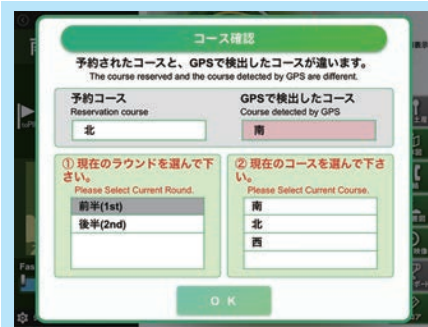 コース確認
予約されたコースと、GPSで検出したコースが違います。
The course reserved and the course detected by GPS are different.
予約コース
Reservation course
北
GPSで検出したコース
Course detected by GPS
南
① 現在のラウンドを選んで下
さい。
Please Select Current Round.
前半(1st)
後半(2nd)
② 現在のコースを選んで下さ
い。
Please Select Current Course.
南
北
西
OK